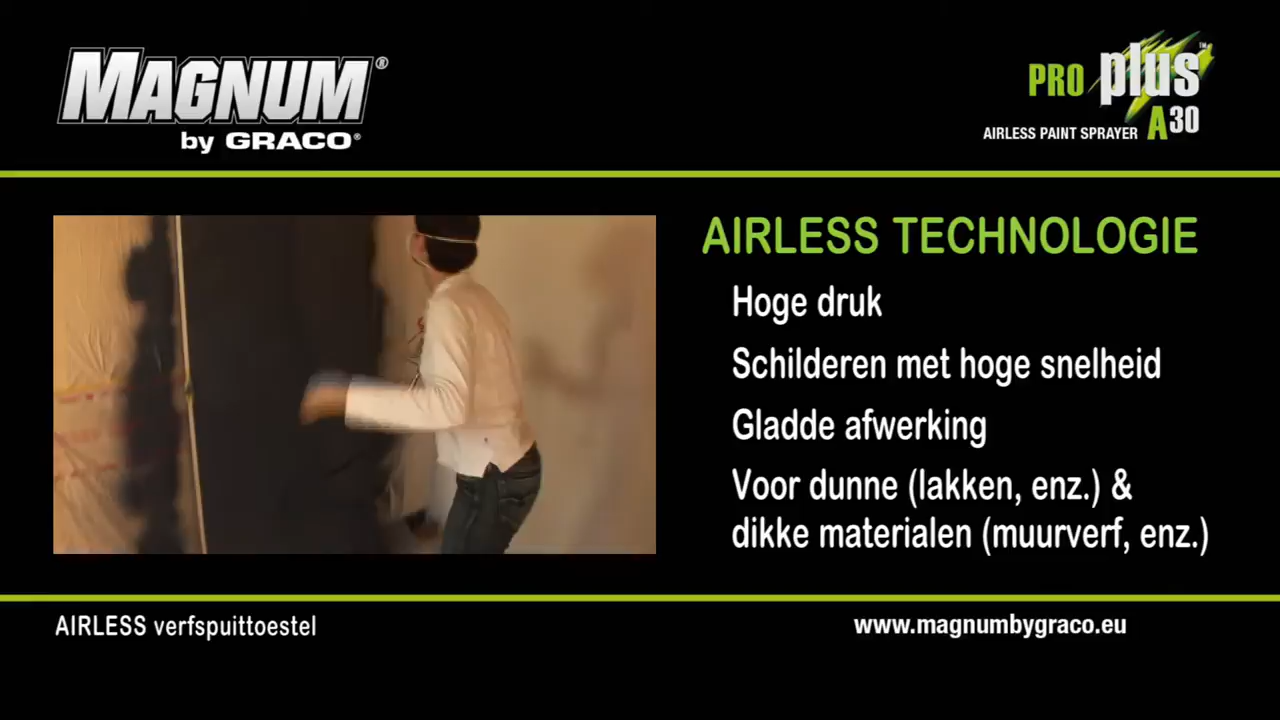 MAGNUM®
by GRACO®
PRO plus™
AIRLESS PAINT SPRAYER A30
AIRLESS TECHNOLOGIE
Hoge druk
Schilderen met hoge snelheid
Gladde afwerking
Voor dunne (lakken, enz.) &
dikke materialen (muurverf, enz.)
AIRLESS verfspuittoestel
www.magnumbygraco.eu